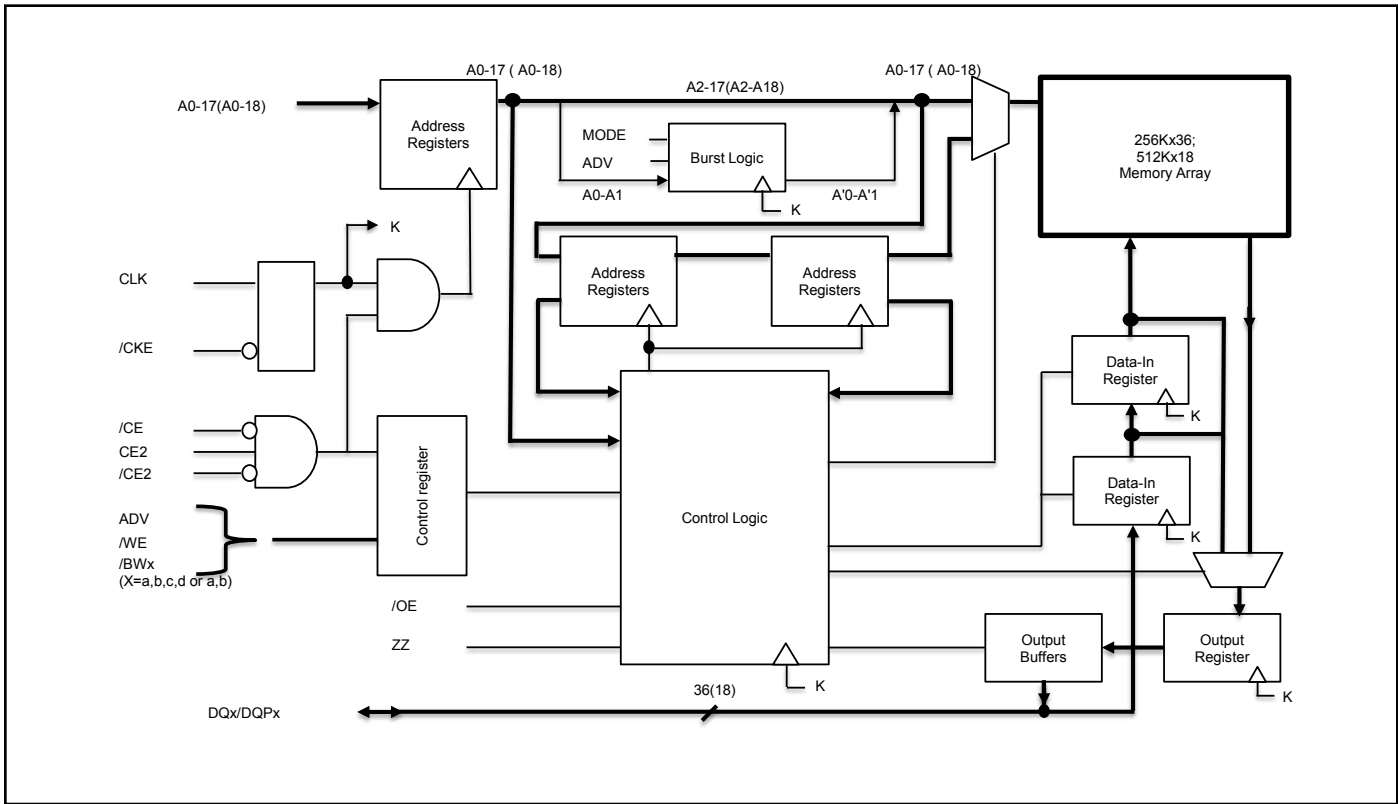 A0-17 ( A0-18)
A2-17(A2-A18)
A0-17 ( A0-18)
A0-17(A0-18)
Address
Registers
MODE
ADV
Burst Logic
A0-A1
A'0-A'1
K
256Kx36;
512Kx18
Memory Array
K
CLK
/CKE
Address
Registers
Address
Registers
Data-In
Register
K
/CE
CE2
/CE2
Control register
Control Logic
Data-In
Register
K
ADV
/WE
/BWx
(X=a,b,c,d or a,b)
/OE
ZZ
Output
Buffers
Output
Register
K
K
36(18)
DQx/DQPx